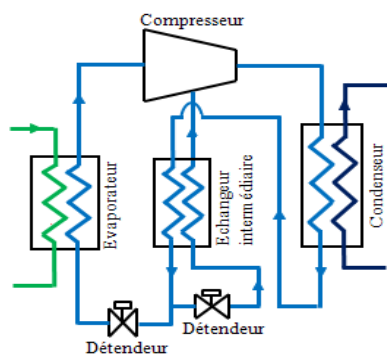 Compresseur
Evaporateur
Echangeur
intermédiaire
Condenseur
Détendeur
Détendeur